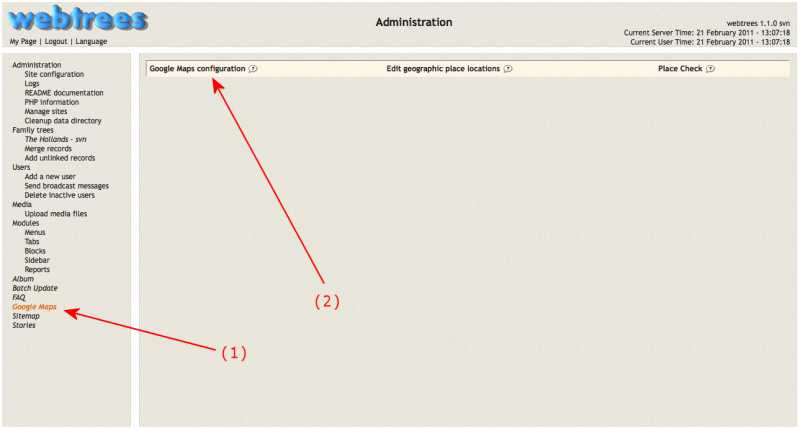 webtrees
Administration
webtrees 1.1.0 svn
Current Server Time: 21 February 2011 - 13:07:18
Current User Time: 21 February 2011 - 13:07:18
My Page | Logout | Language
Administration
Site configuration
Logs
README documentation
PHP information
Manage sites
Cleanup data directory
Family trees
The Hollands - svn
Merge records
Add unlinked records
Users
Add a new user
Send broadcast messages
Delete inactive users
Media
Upload media files
Modules
Menus
Tabs
Blocks
Sidebar
Reports
Album
Batch Update
FAQ
Google Maps
Sitemap
Stories
Google Maps configuration ? Edit geographic place locations ? Place Check ?
(2)
(1)